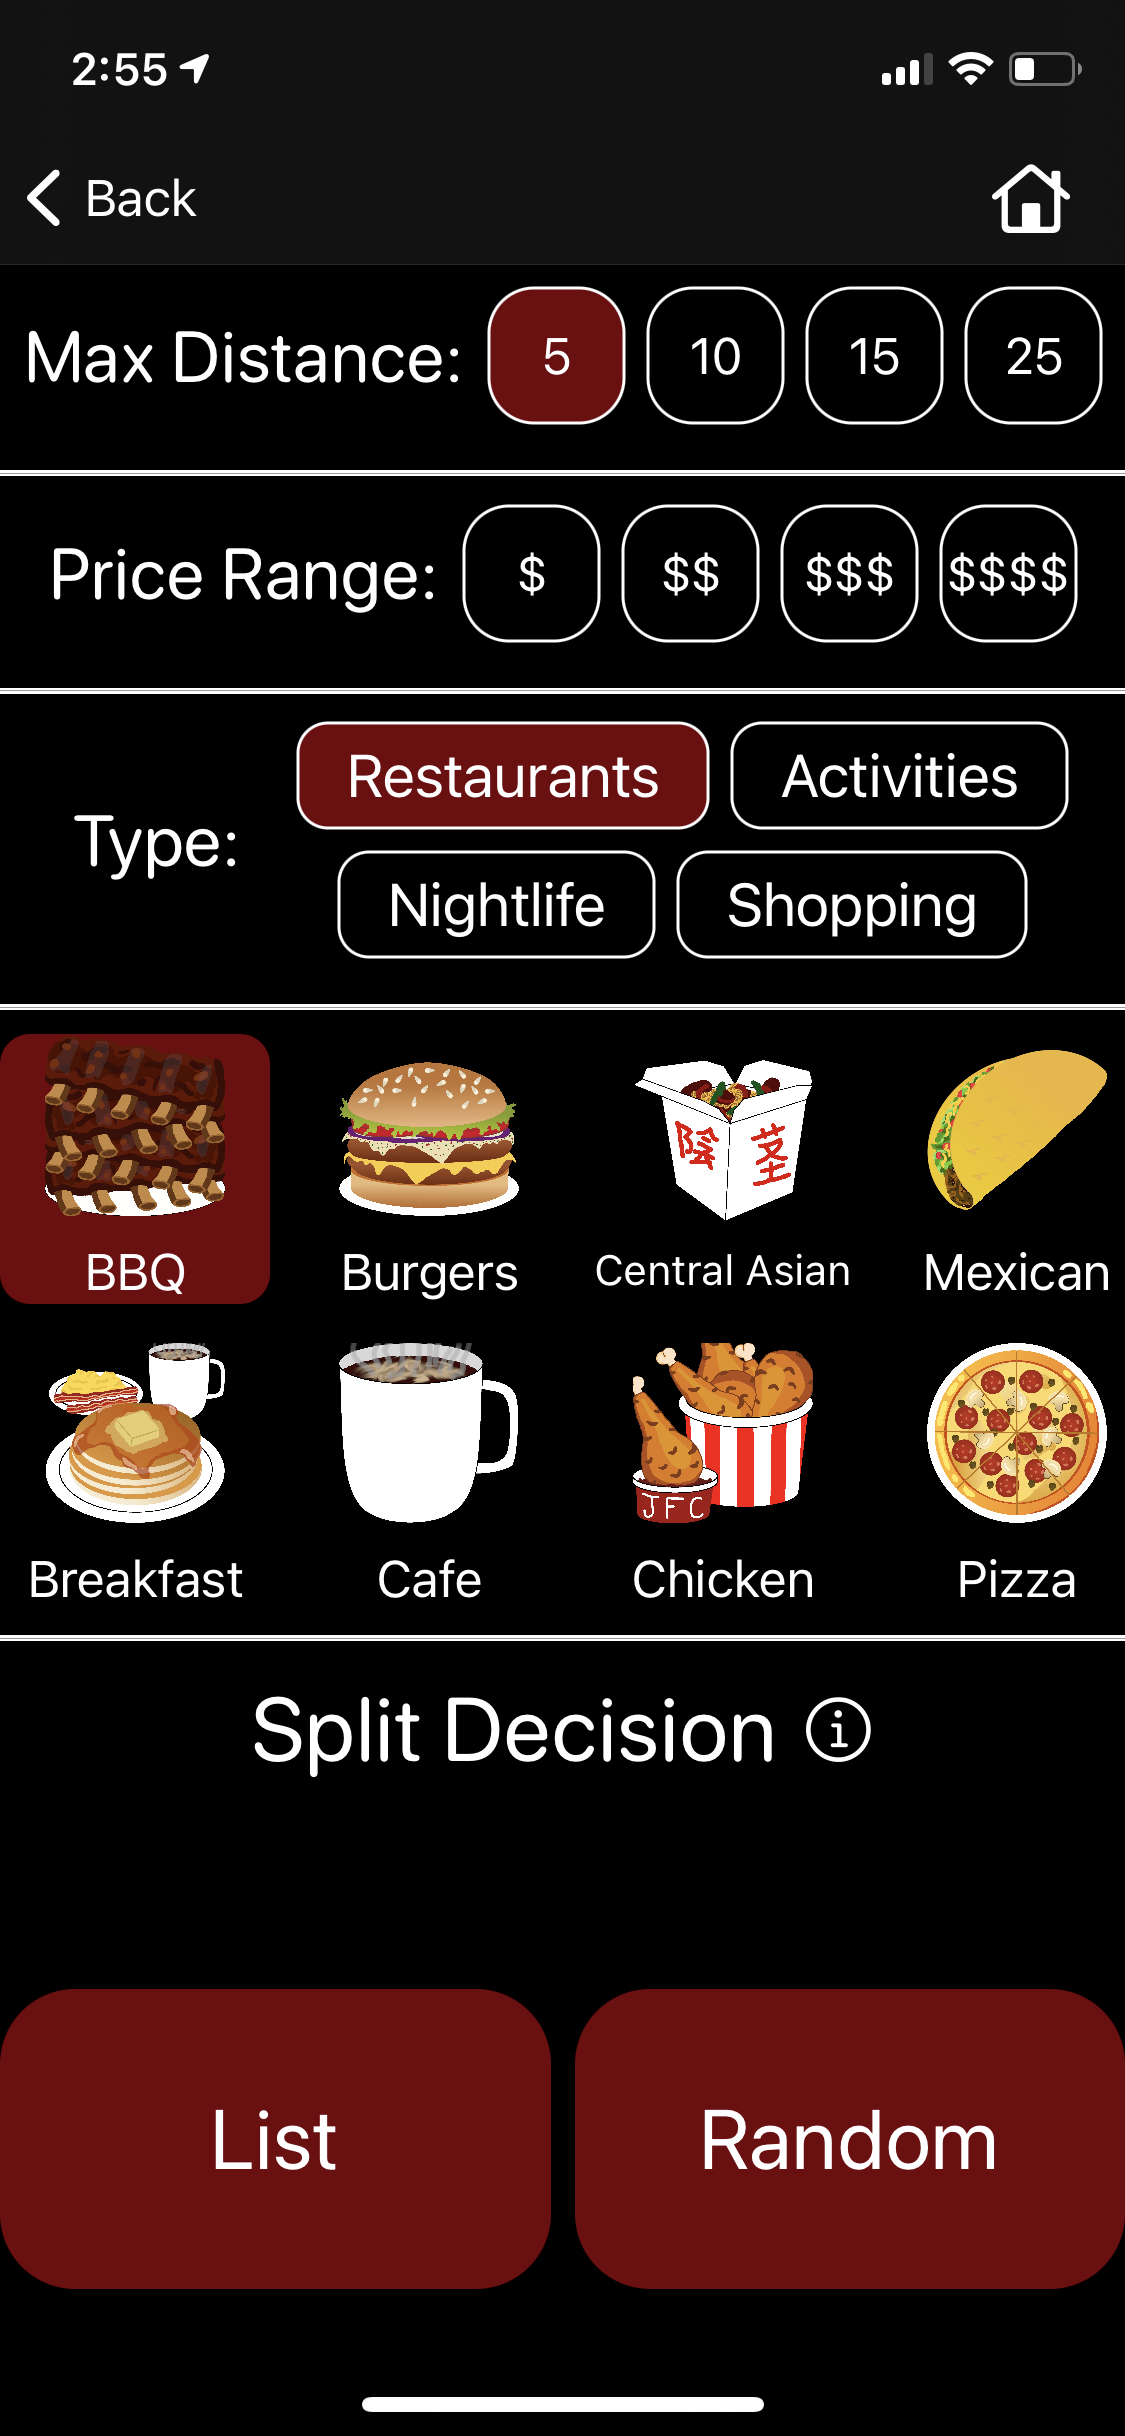 2:55
Back
Max Distance: 5 10 15 25
Price Range: $ $$ $$$ $$$$
Type:
Restaurants Activities
Nightlife Shopping
BBQ Burgers Central Asian Mexican
JFC
Breakfast Cafe Chicken Pizza
Split Decision
List Random